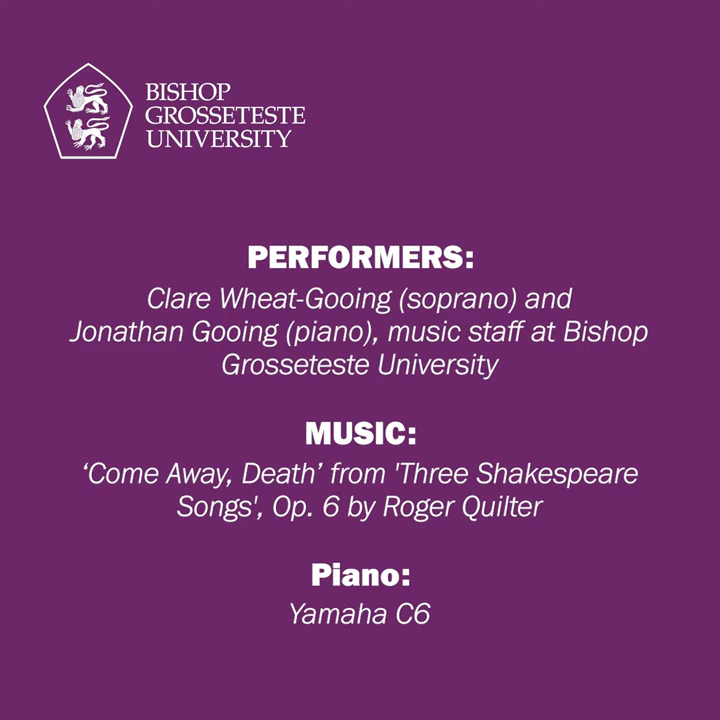 BISHOP
GROSSETESTE
UNIVERSITY
PERFORMERS:
Clare Wheat-Gooing (soprano) and
Jonathan Gooing (piano), music staff at Bishop
Grosseteste University
MUSIC:
‘Come Away, Death’ from 'Three Shakespeare
Songs', Op. 6 by Roger Quilter
Piano:
Yamaha C6